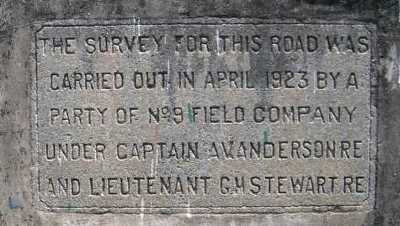 THE SURVEY FOR THIS ROAD WAS
CARRIED OUT IN APRIL 1923 BY A
PARTY OF No9 FIELD COMPANY
UNDER CAPTAIN A.V.ANDERSON RE
AND LIEUTENANT G.H.STEWART RE